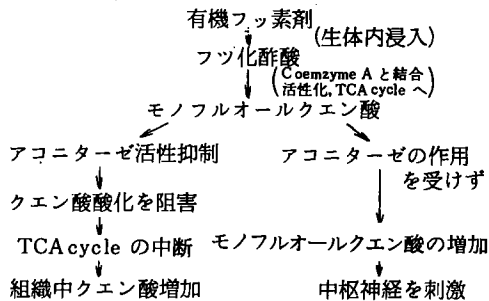 有機フッ素剤
(生体内浸入)
フツ化酢酸
(Coemzyme A と結合
活性化,TCA cycle へ)
モノフルオールクエン酸
アコニターゼ活性抑制
クエン酸酸化を阻害
TCA cycle の中断
組織中クエン酸増加
アコニターゼの作用
を受けず
モノフルオールクエン酸の増加
中枢神経を刺激